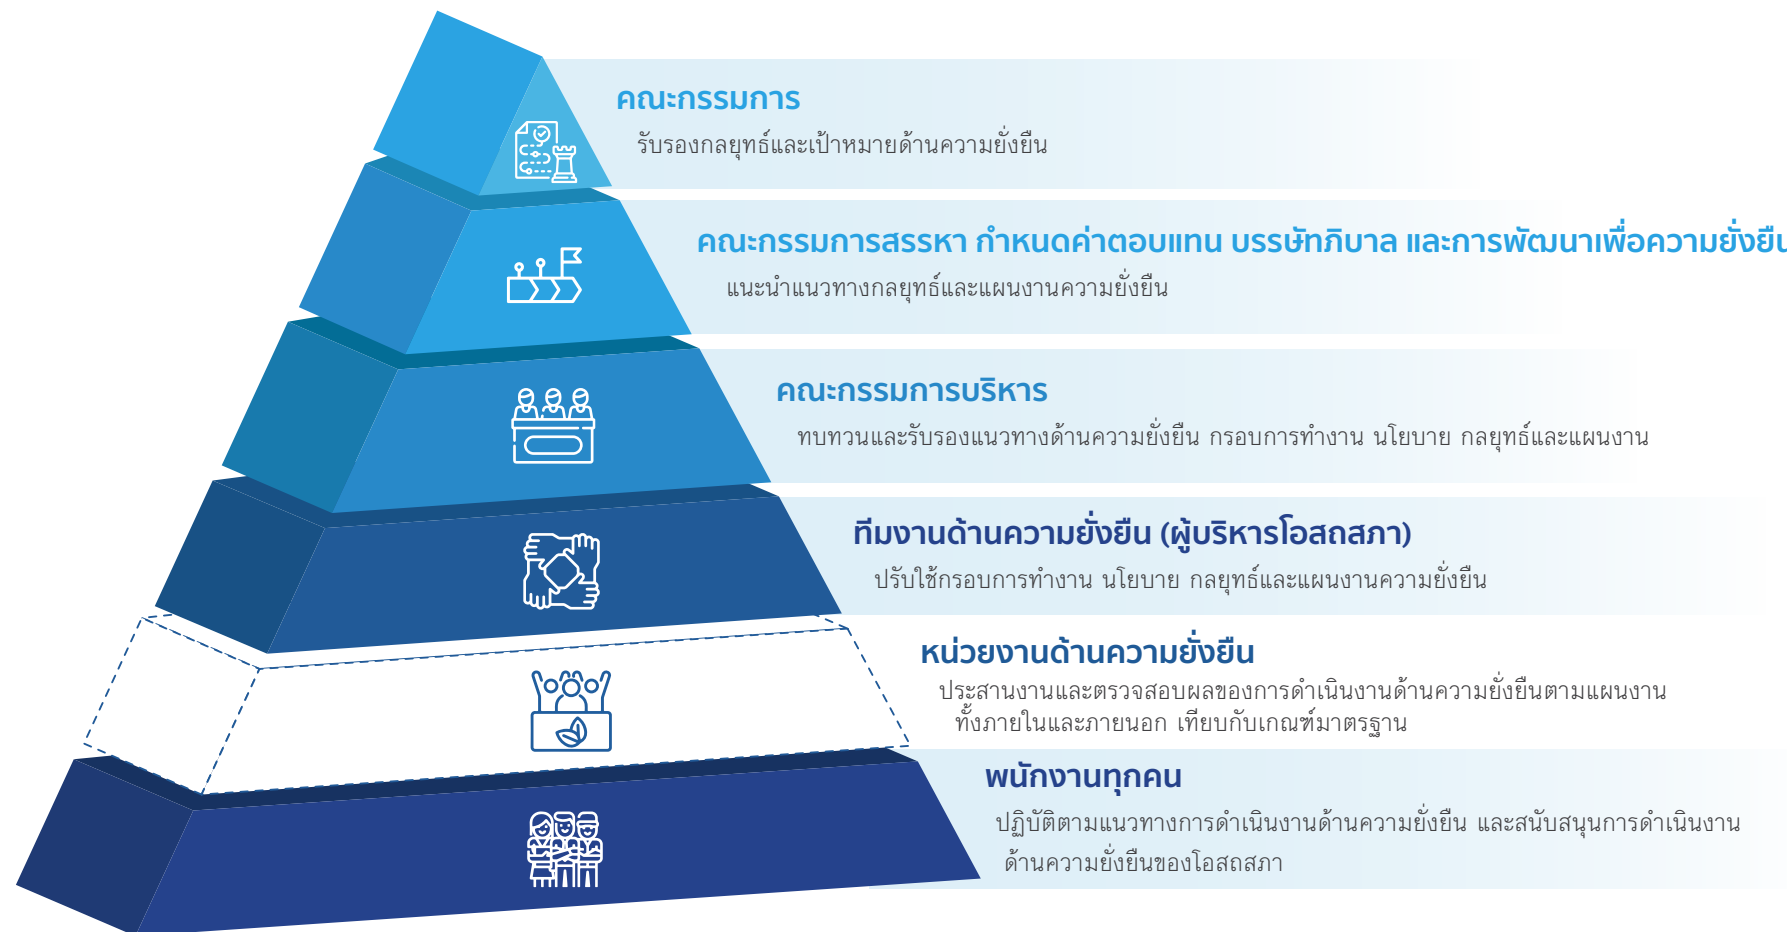 คณะกรรมการ
รับรองกลยุทธ์และเป้าหมายด้านความยั่งยืน
คณะกรรมการสรรหา กำหนดค่าตอบแทน บรรษัทภิบาล และการพัฒนาเพื่อความยั่งยืน
แนะนำแนวทางกลยุทธ์และแผนงานความยั่งยืน
คณะกรรมการบริหาร
ทบทวนและรับรองแนวทางด้านความยั่งยืน กรอบการทำงาน นโยบาย กลยุทธ์และแผนงาน
ทีมงานด้านความยั่งยืน (ผู้บริหารโอสถสภา)
ปรับใช้กรอบการทำงาน นโยบาย กลยุทธ์และแผนงานความยั่งยืน
หน่วยงานด้านความยั่งยืน
ประสานงานและตรวจสอบผลของการดำเนินงานด้านความยั่งยืนตามแผนงาน
ทั้งภายในและภายนอก เทียบกับเกณฑ์มาตรฐาน
พนักงานทุกคน
ปฏิบัติตามแนวทางการดำเนินงานด้านความยั่งยืน และสนับสนุนการดำเนินงาน
ด้านความยั่งยืนของโอสถสภา